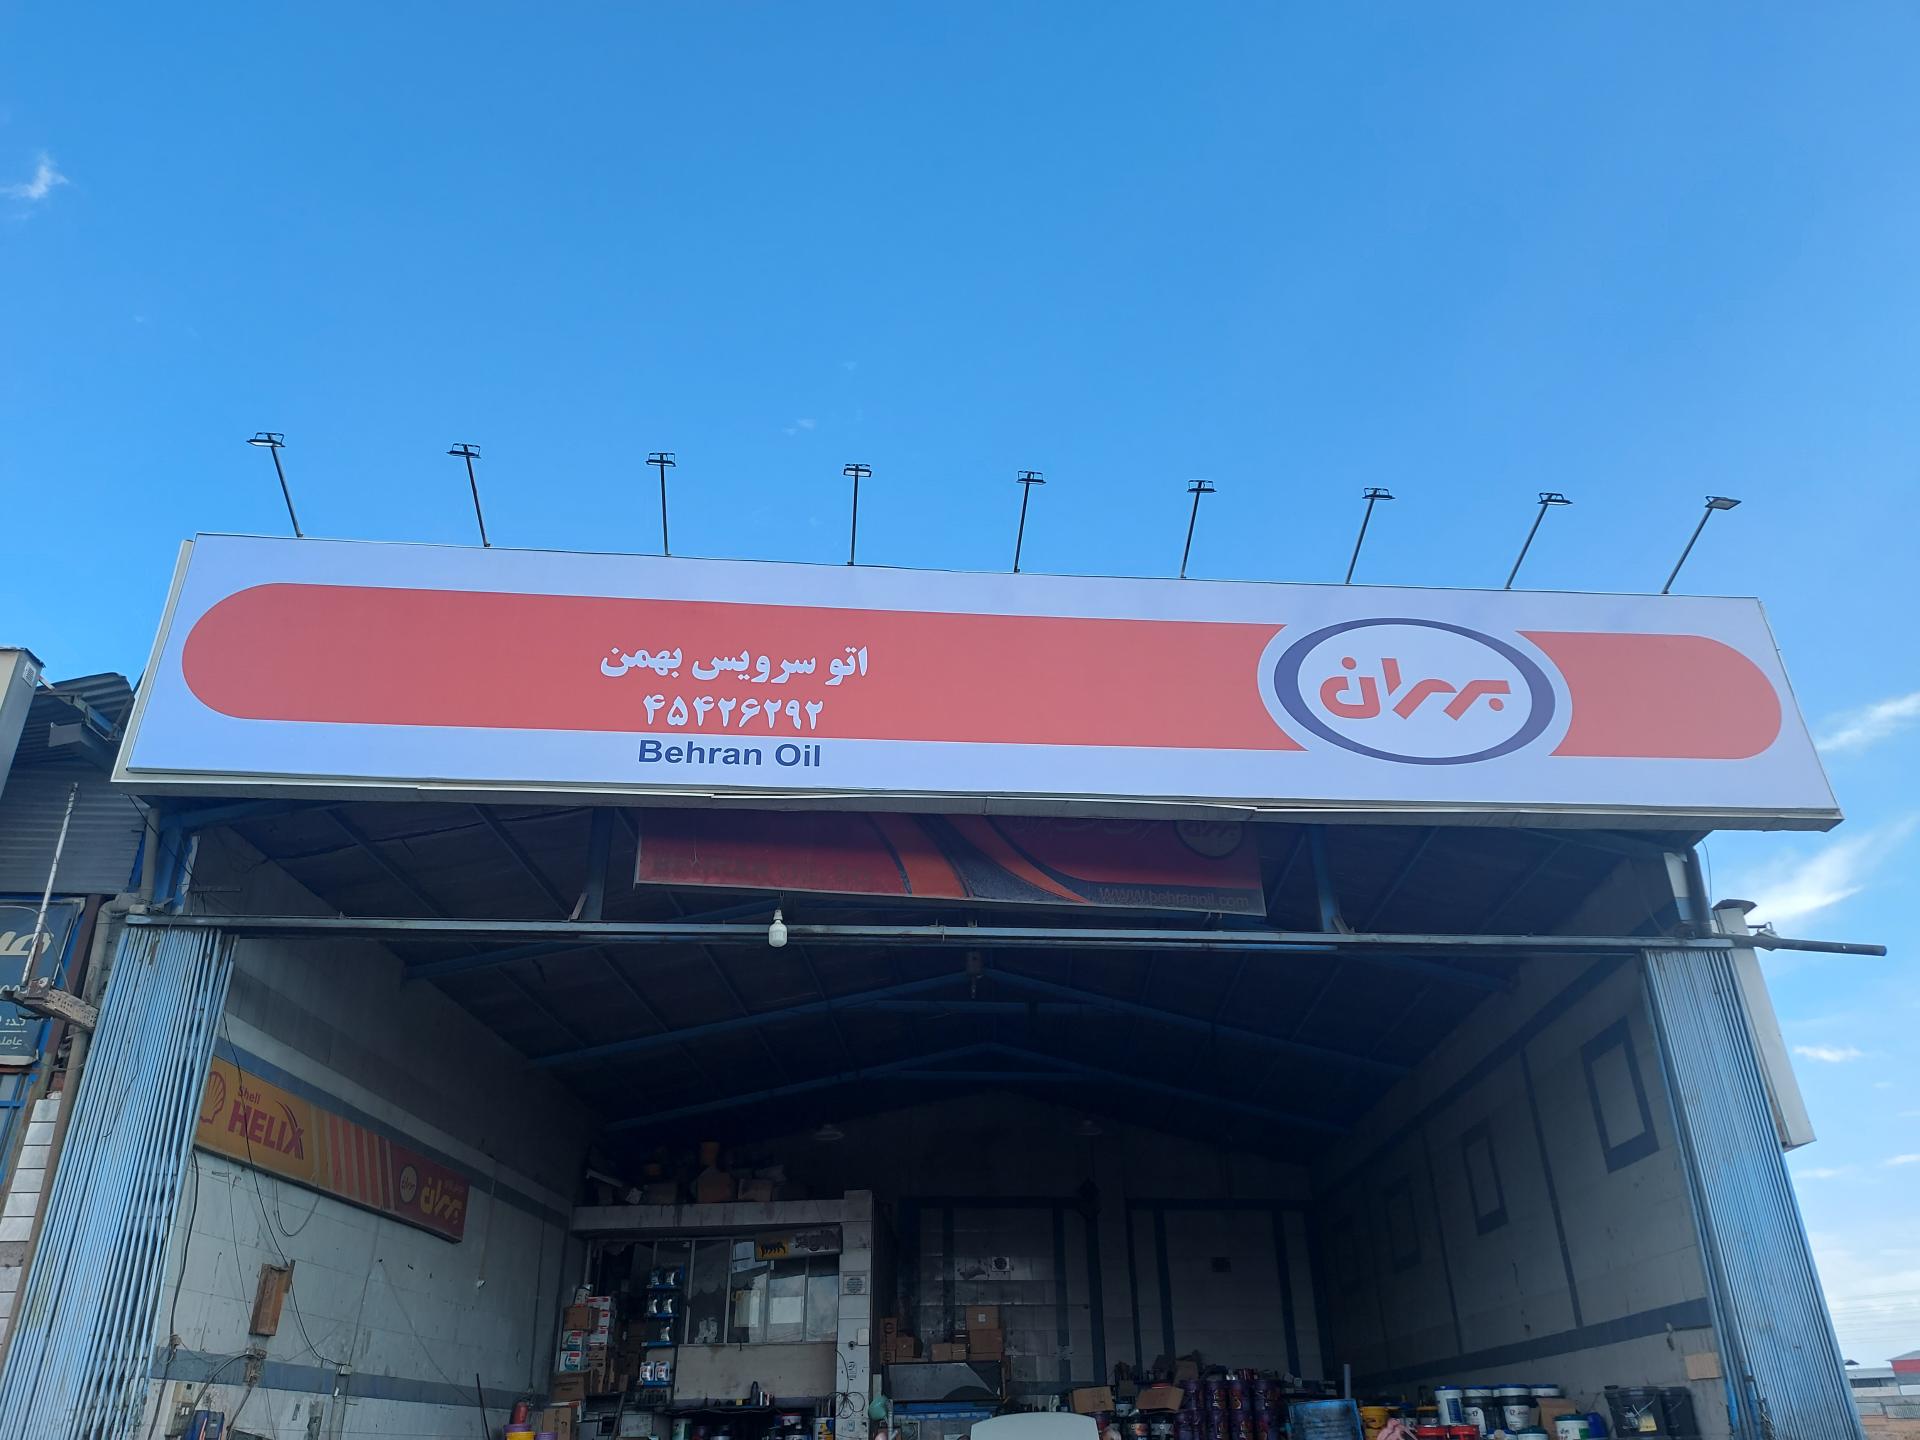 اتو سرویس بهمن
۴۵۴۲۶۲۹۲
Behran Oil
بهران
www.behranoil.com
Shell
HELIX
بهران